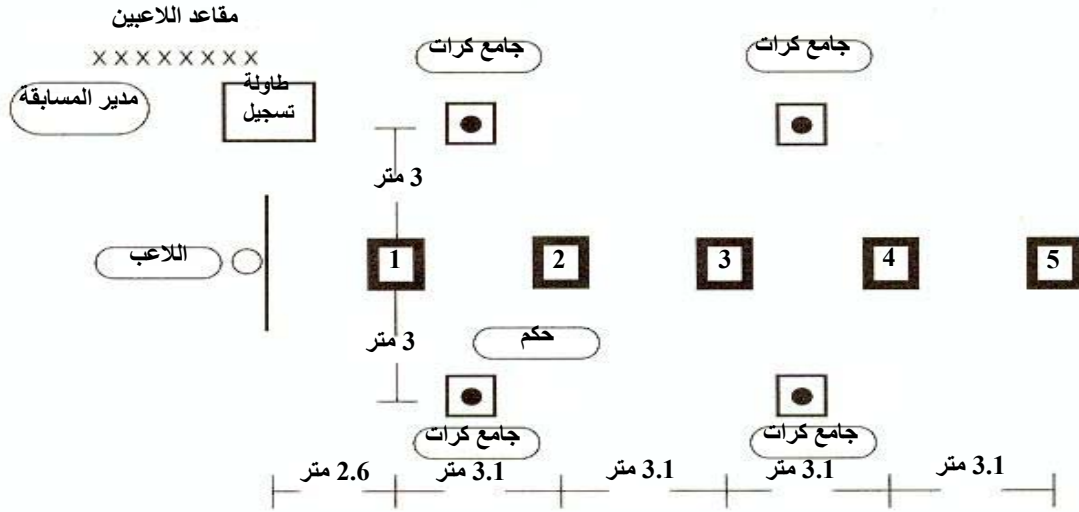 مقاعد اللاعبين
x x x x x x x x
جامع كرات
جامع كرات
مدير المسابقة
طاولة
تسجيل
3 متر
اللاعب
1
2
3
4
5
3 متر
حكم
جامع كرات
جامع كرات
2.6 متر
3.1 متر
3.1 متر
3.1 متر
3.1 متر